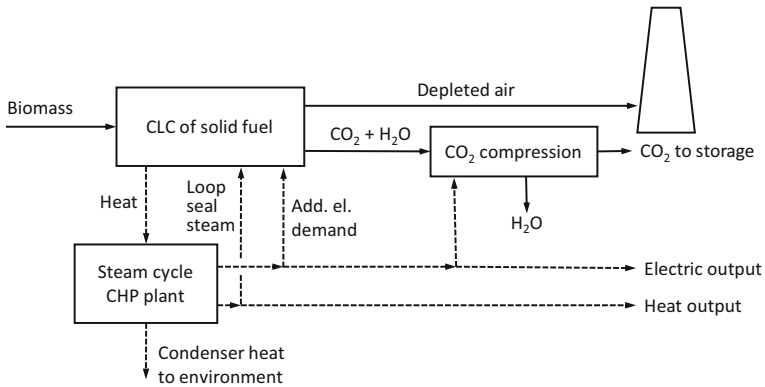 Depleted air
Biomass
CLC of solid fuel
CO₂ + H₂O
CO₂ compression
CO₂ to storage
Heat
Loop
seal
steam
Add. el.
demand
H₂O
Steam cycle
CHP plant
Electric output
Heat output
Condenser heat
to environment